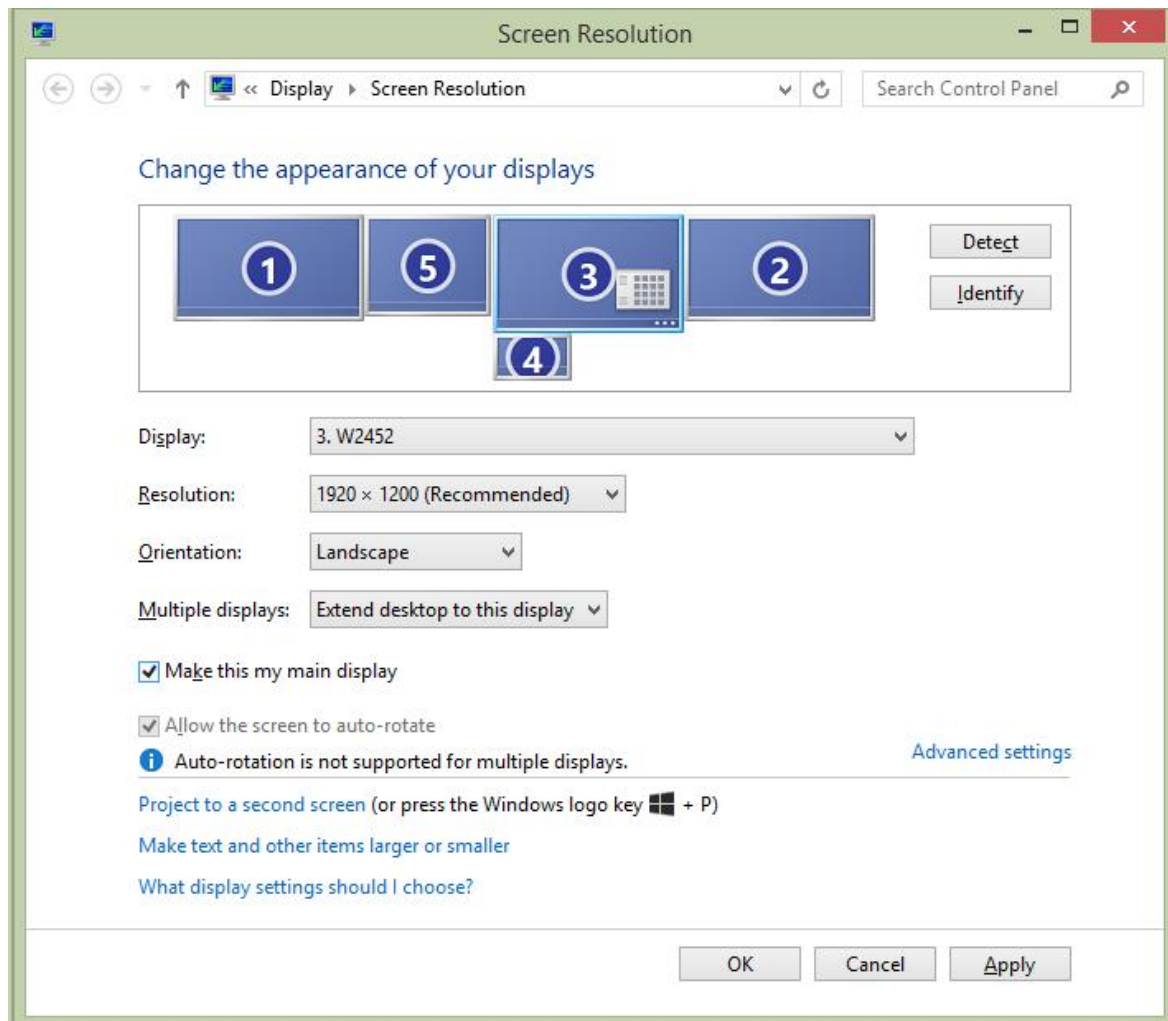 Screen Resolution
« Display Screen Resolution Search Control Panel
Change the appearance of your displays
1 5 3 2
4
Detect
Identify
Display: 3. W2452
Resolution: 1920 × 1200 (Recommended)
Orientation: Landscape
Multiple displays: Extend desktop to this display
Make this my main display
Allow the screen to auto-rotate
Auto-rotation is not supported for multiple displays.
Advanced settings
Project to a second screen (or press the Windows logo key + P)
Make text and other items larger or smaller
What display settings should I choose?
OK Cancel Apply